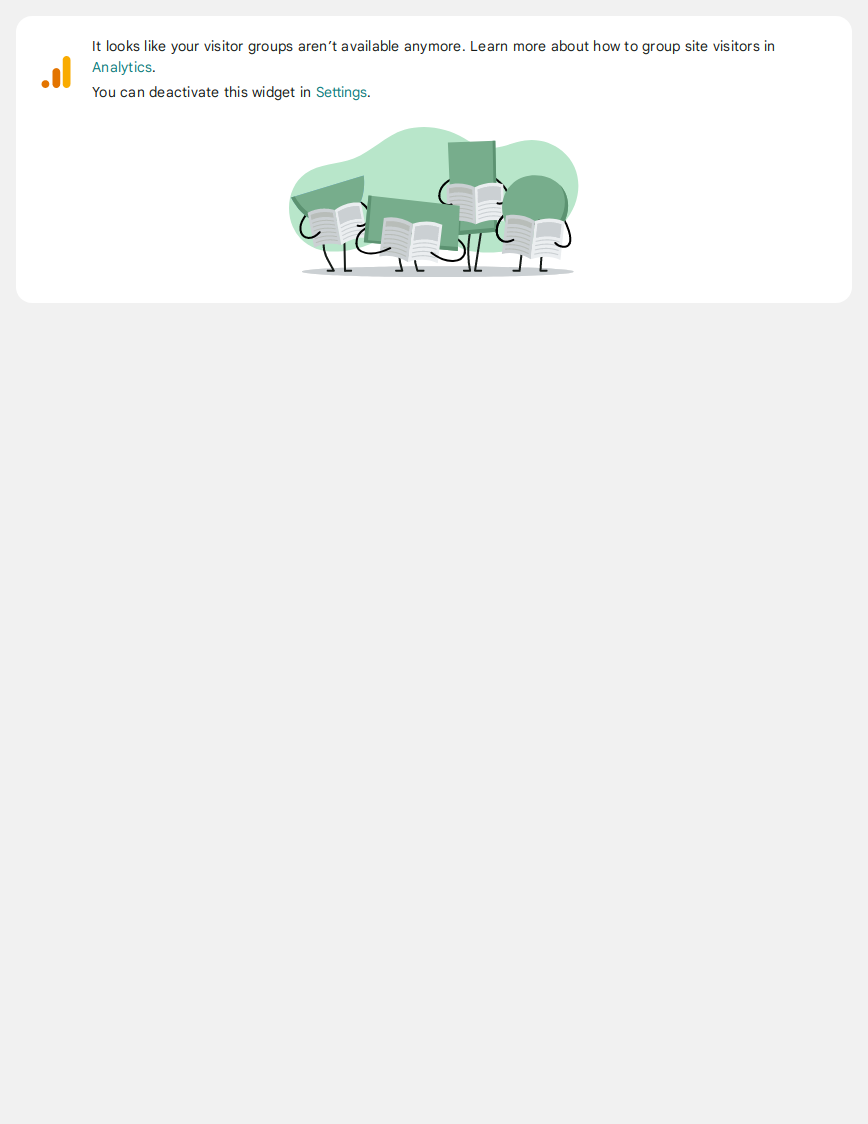 It looks like your visitor groups aren’t available anymore. Learn more about how to group site visitors in
Analytics.
You can deactivate this widget in Settings.